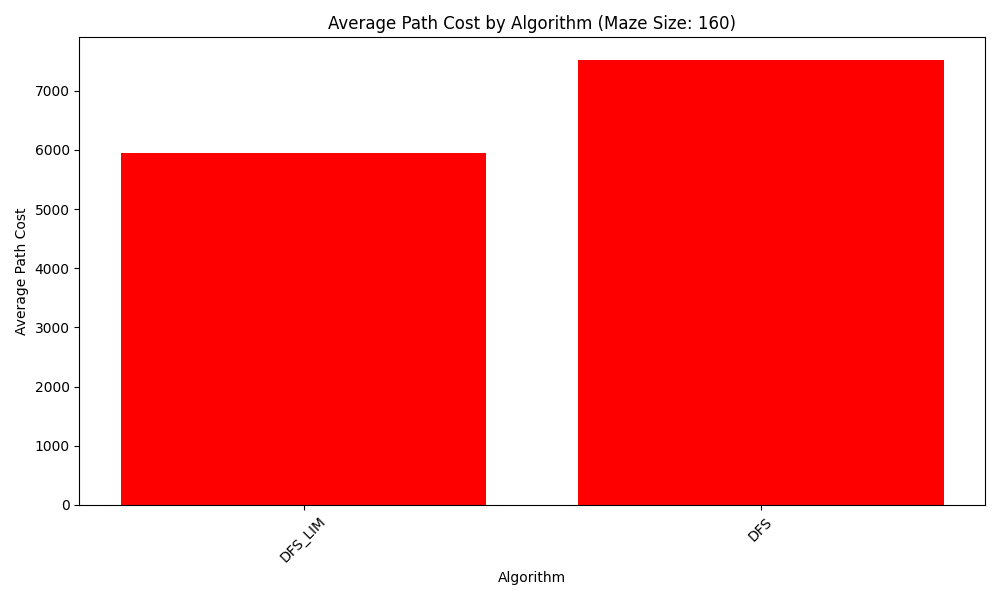 Average Path Cost by Algorithm (Maze Size: 160)
Average Path Cost
7000
6000
5000
4000
3000
2000
1000
0
DFS_LIM
DFS
Algorithm